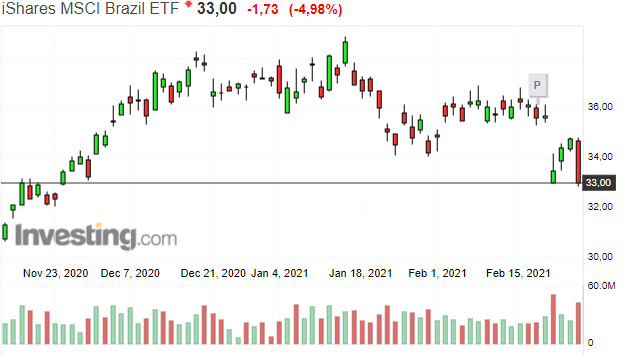 iShares MSCI Brazil ETF 33,00 -1,73 (-4,98%)
P
36,00
34,00
33,00
32,00
30,00
Investing.com
Nov 23, 2020 Dec 7, 2020 Dec 21, 2020 Jan 4, 2021 Jan 18, 2021 Feb 1, 2021 Feb 15, 2021
60.0M
0